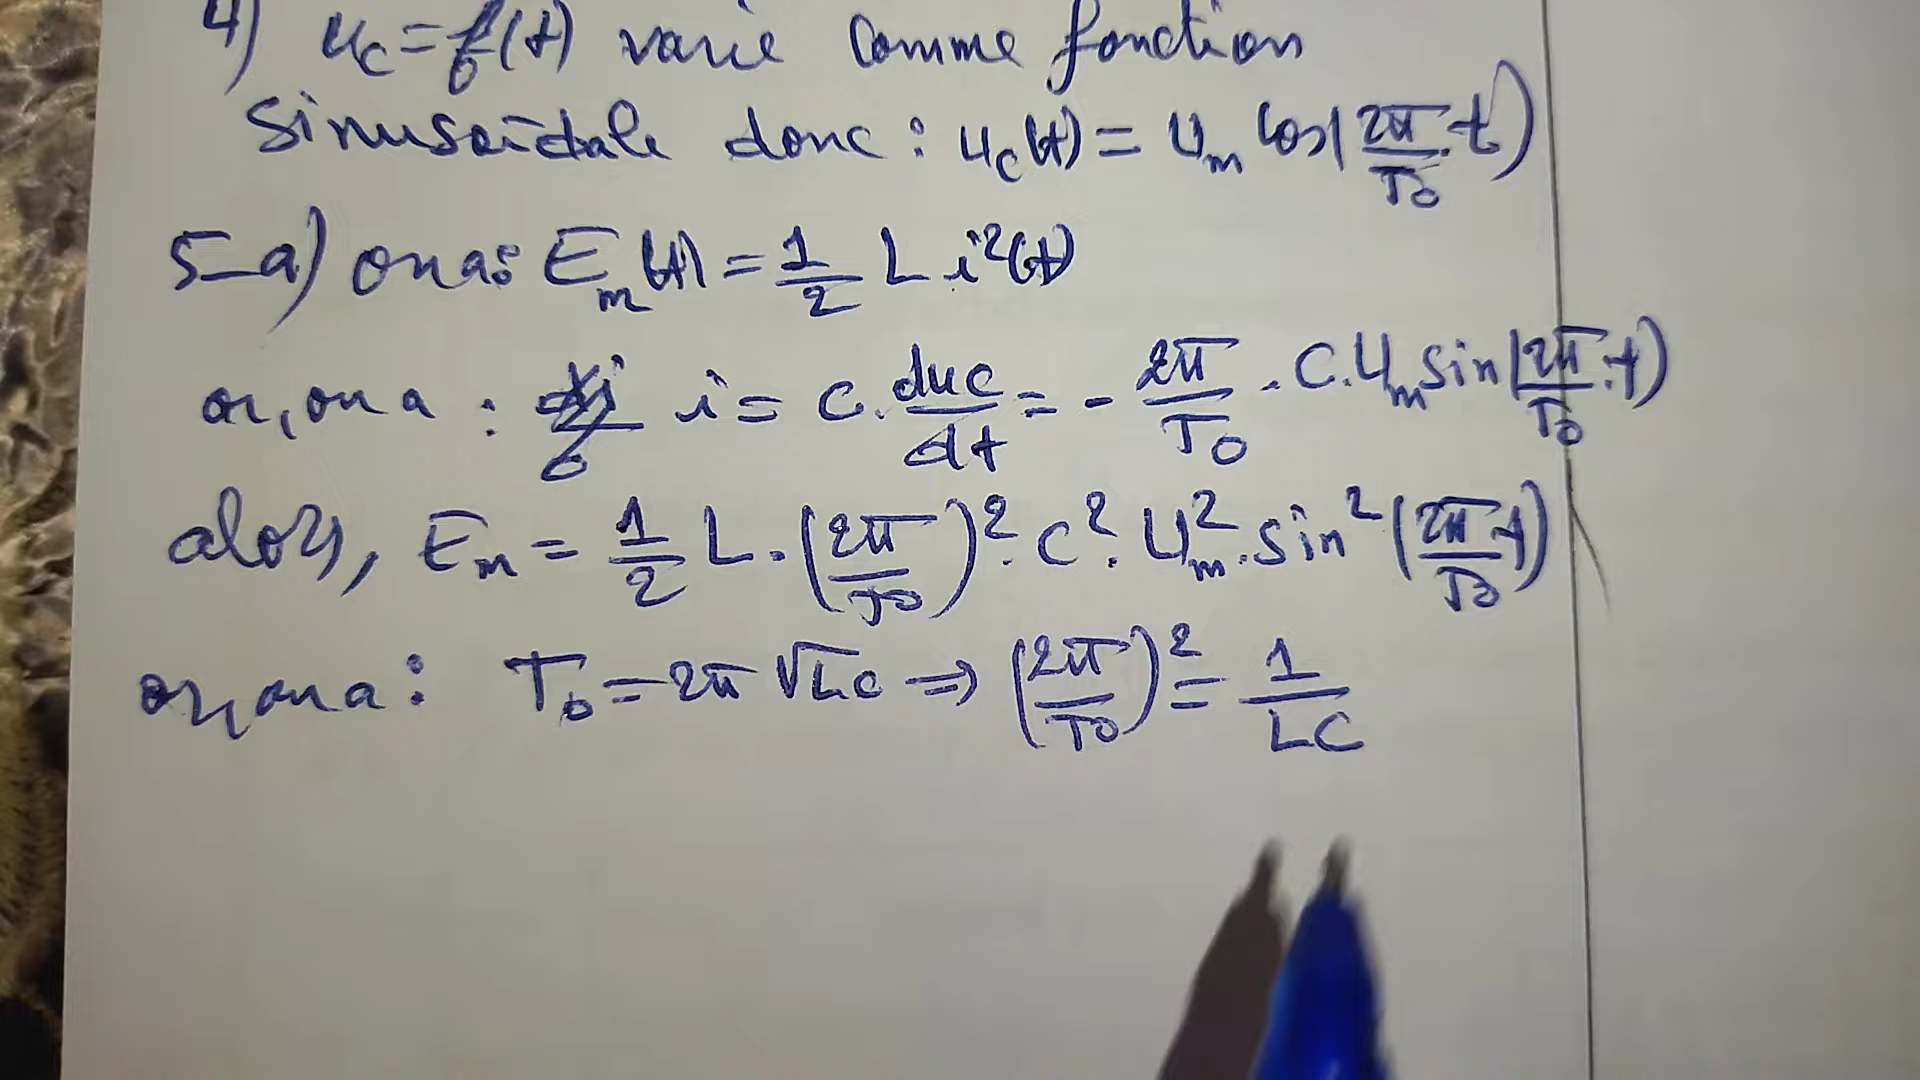 4) uc = f(t) varie comme fonction
sinusoïdale donc : uc(t) = Um cos(2π/T0 . t)
5-a) on a : Em(t) = 1/2 L i²(t)
or, on a : i = C. duc/dt = - 2π/T0 . C. Um sin(2π/T0 . t)
alors, Em = 1/2 L . (2π/T0)² . C² . Um² . sin² (2π/T0 t)
or, on a : T0 = 2π √LC ⇒ (2π/T0)² = 1/LC